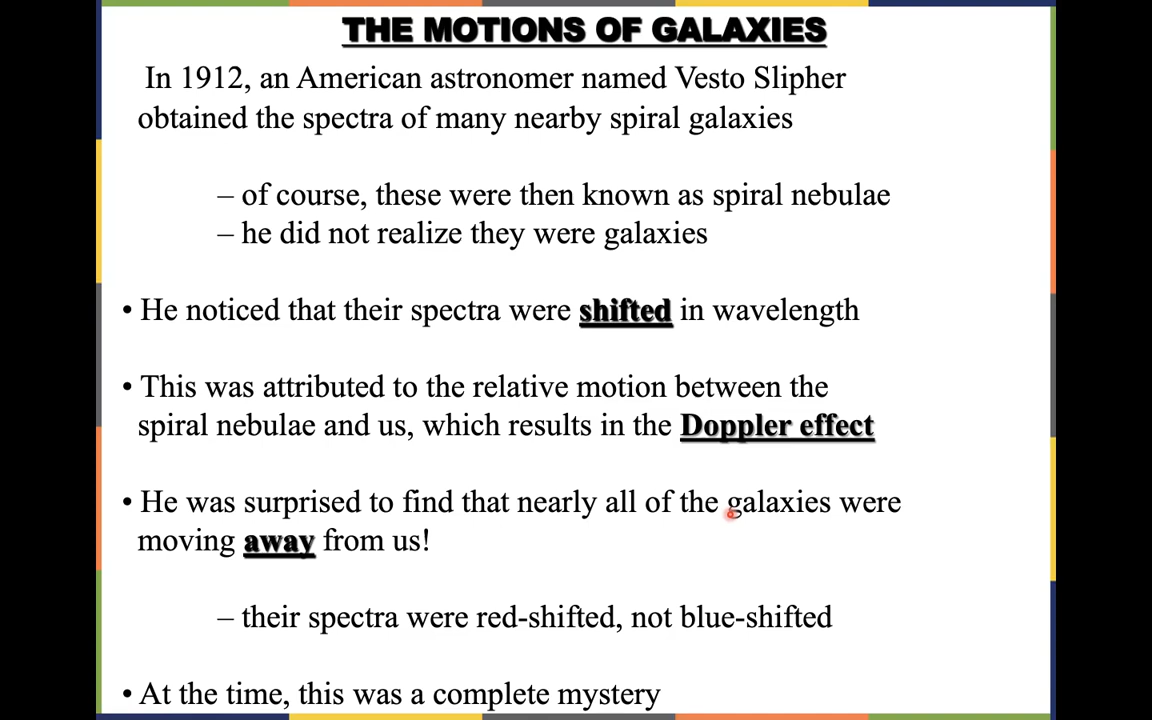 THE MOTIONS OF GALAXIES
In 1912, an American astronomer named Vesto Slipher
obtained the spectra of many nearby spiral galaxies
– of course, these were then known as spiral nebulae
– he did not realize they were galaxies
• He noticed that their spectra were shifted in wavelength
• This was attributed to the relative motion between the
spiral nebulae and us, which results in the Doppler effect
• He was surprised to find that nearly all of the galaxies were
moving away from us!
– their spectra were red-shifted, not blue-shifted
• At the time, this was a complete mystery